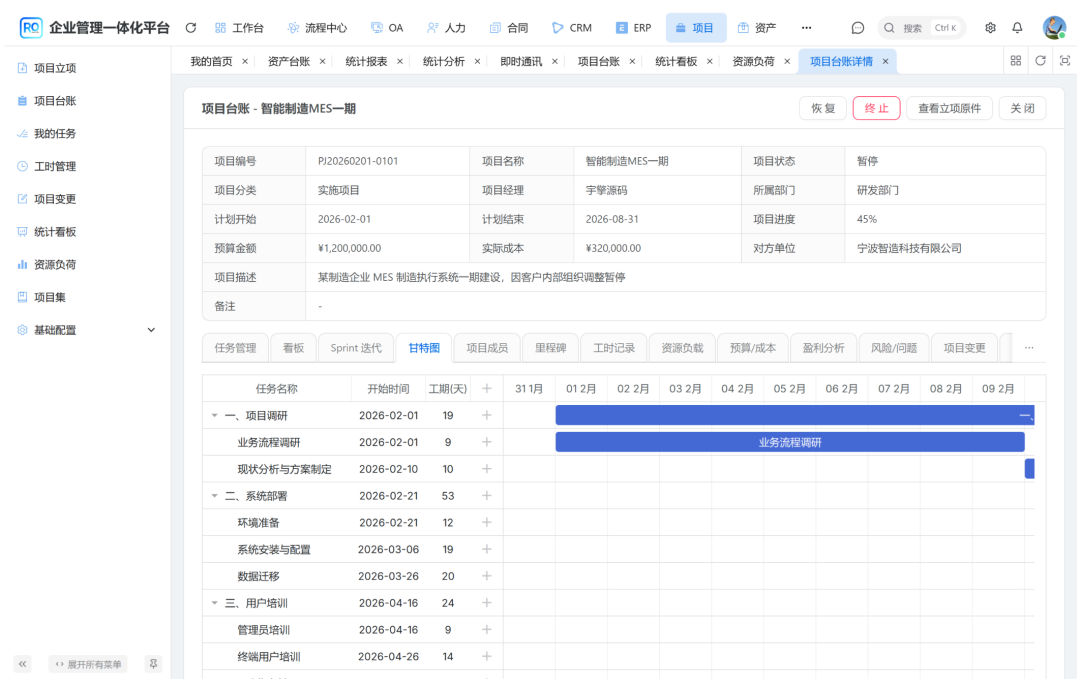 RO 企业管理一体化平台 工作台 流程中心 OA 人力 合同 CRM ERP 项目 资产 ··· 搜索 Ctrl K
我的首页 × 资产台账 × 统计报表 × 统计分析 × 即时通讯 × 项目台账 × 统计看板 × 资源负荷 × 项目台账详情 ×
项目立项
项目台账
我的任务
工时管理
项目变更
统计看板
资源负荷
项目集
基础配置
展开所有菜单
项目台账 - 智能制造MES一期 恢 复 终 止 查看立项原件 关 闭
项目编号 PJ20260201-0101 项目名称 智能制造MES一期 项目状态 暂停
项目分类 实施项目 项目经理 宇擎源码 所属部门 研发部门
计划开始 2026-02-01 计划结束 2026-08-31 项目进度 45%
预算金额 ¥1,200,000.00 实际成本 ¥320,000.00 对方单位 宁波智造科技有限公司
项目描述 某制造企业 MES 制造执行系统一期建设，因客户内部组织调整暂停
备注 -
任务管理 看板 Sprint 迭代 甘特图 项目成员 里程碑 工时记录 资源负载 预算/成本 盈利分析 风险/问题 项目变更 ···
任务名称 开始时间 工期(天) 31 1月 01 2月 02 2月 03 2月 04 2月 05 2月 06 2月 07 2月 08 2月 09 2月
一、项目调研 2026-02-01 19 一、
业务流程调研 2026-02-01 9 业务流程调研
现状分析与方案制定 2026-02-10 10
二、系统部署 2026-02-21 53
环境准备 2026-02-21 12
系统安装与配置 2026-03-06 19
数据迁移 2026-03-26 20
三、用户培训 2026-04-16 24
管理员培训 2026-04-16 9
终端用户培训 2026-04-26 14